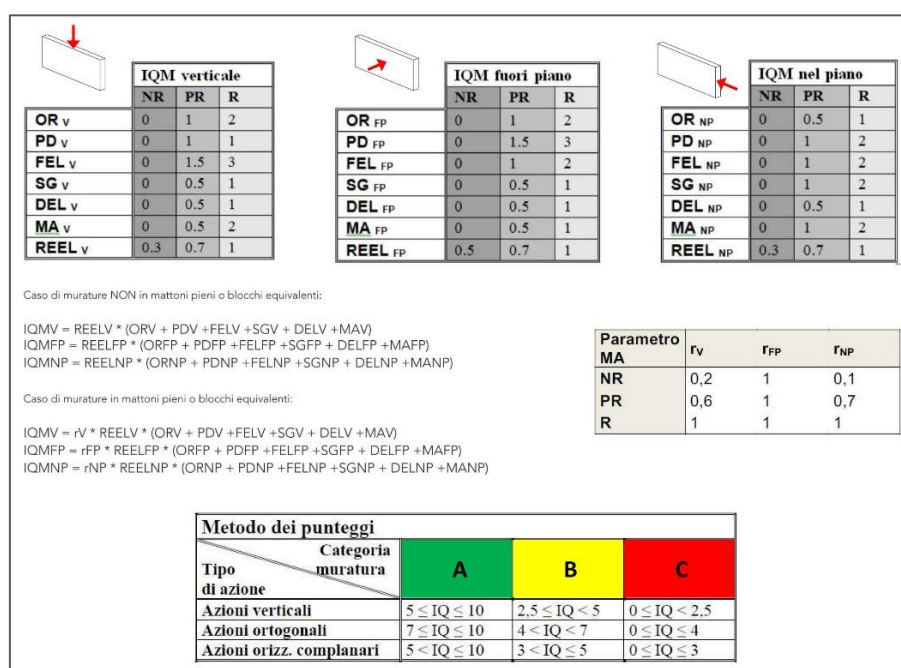 IQM verticale
NR PR R
OR V 0 1 2
PD V 0 1 1
FEL V 0 1.5 3
SG V 0 0.5 1
DEL V 0 0.5 1
MA V 0 0.5 2
REEL V 0.3 0.7 1
IQM fuori piano
NR PR R
OR FP 0 1 2
PD FP 0 1.5 3
FEL FP 0 1 2
SG FP 0 0.5 1
DEL FP 0 0.5 1
MA FP 0 0.5 1
REEL FP 0.5 0.7 1
IQM nel piano
NR PR R
OR NP 0 0.5 1
PD NP 0 1 2
FEL NP 0 1 2
SG NP 0 1 2
DEL NP 0 0.5 1
MA NP 0 1 2
REEL NP 0.3 0.7 1
Caso di murature NON in mattoni pieni o blocchi equivalenti:
IQMV = REELV * (ORV + PDV +FELV +SGV + DELV +MAV)
IQMFP = REELFP * (ORFP + PDFP +FELFP +SGFP + DELFP +MAFP)
IQMNP = REELNP * (ORNP + PDNP +FELNP +SGNP + DELNP +MANP)
Caso di murature in mattoni pieni o blocchi equivalenti:
IQMV = rV * REELV * (ORV + PDV +FELV +SGV + DELV +MAV)
IQMFP = rFP * REELFP * (ORFP + PDFP +FELFP +SGFP + DELFP +MAFP)
IQMNP = rNP * REELNP * (ORNP + PDNP +FELNP +SGNP + DELNP +MANP)
Parametro MA rV rFP rNP
NR 0,2 1 0,1
PR 0,6 1 0,7
R 1 1 1
Metodo dei punteggi
Categoria muratura
Tipo di azione
A B C
Azioni verticali 5 ≤ IQ ≤ 10 2,5 ≤ IQ < 5 0 ≤ IQ < 2,5
Azioni ortogonali 7 ≤ IQ ≤ 10 4 < IQ < 7 0 ≤ IQ ≤ 4
Azioni orizz. complanari 5 < IQ ≤ 10 3 < IQ ≤ 5 0 ≤ IQ ≤ 3